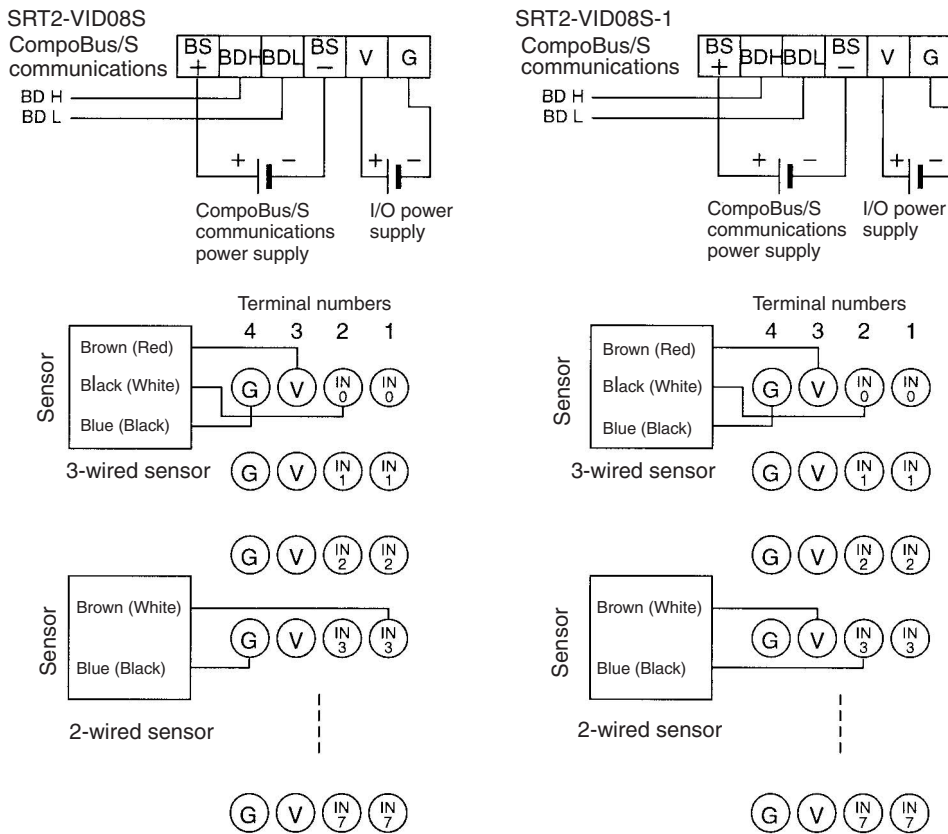 SRT2-VID08S
CompoBus/S
communications
BS + BDH BDL BS – V G
BD H
BD L
+ – + –
CompoBus/S
communications
power supply
I/O power
supply
Terminal numbers
4 3 2 1
Sensor
Brown (Red)
Black (White)
Blue (Black)
G V IN 0 IN 0
3-wired sensor
G V IN 1 IN 1
G V IN 2 IN 2
Sensor
Brown (White)
Blue (Black)
G V IN 3 IN 3
2-wired sensor
G V IN 7 IN 7
SRT2-VID08S-1
CompoBus/S
communications
BS + BDH BDL BS – V G
BD H
BD L
+ – + –
CompoBus/S
communications
power supply
I/O power
supply
Terminal numbers
4 3 2 1
Sensor
Brown (Red)
Black (White)
Blue (Black)
G V IN 0 IN 0
3-wired sensor
G V IN 1 IN 1
G V IN 2 IN 2
Sensor
Brown (White)
Blue (Black)
G V IN 3 IN 3
2-wired sensor
G V IN 7 IN 7